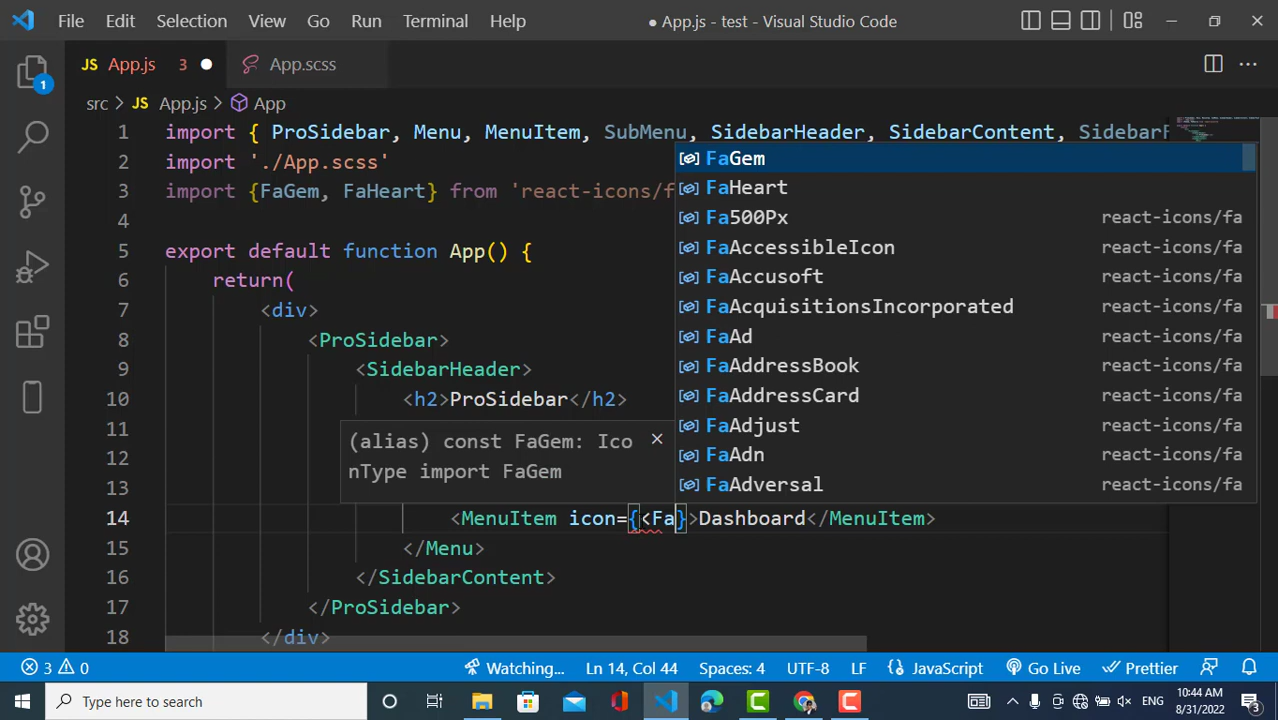 File Edit Selection View Go Run Terminal Help ● App.js - test - Visual Studio Code
JS App.js 3 ● App.scss
src > JS App.js > App
1
1 import { ProSidebar, Menu, MenuItem, SubMenu, SidebarHeader, SidebarContent, SidebarF
2 import './App.scss'
3 import {FaGem, FaHeart} from 'react-icons/f
4
5 export default function App() {
6 return(
7 <div>
8 <ProSidebar>
9 <SidebarHeader>
10 <h2>ProSidebar</h2>
11
12
13
14 <MenuItem icon={<Fa}>Dashboard</MenuItem>
15 </Menu>
16 </SidebarContent>
17 </ProSidebar>
18 </div>
FaGem
FaHeart
Fa500Px react-icons/fa
FaAccessibleIcon react-icons/fa
FaAccusoft react-icons/fa
FaAcquisitionsIncorporated react-icons/fa
FaAd react-icons/fa
FaAddressBook react-icons/fa
FaAddressCard react-icons/fa
FaAdjust react-icons/fa
FaAdn react-icons/fa
FaAdversal react-icons/fa
(alias) const FaGem: Ico
nType import FaGem
3 0 Watching... Ln 14, Col 44 Spaces: 4 UTF-8 LF JavaScript Go Live Prettier
Type here to search ENG 10:44 AM
8/31/2022 3